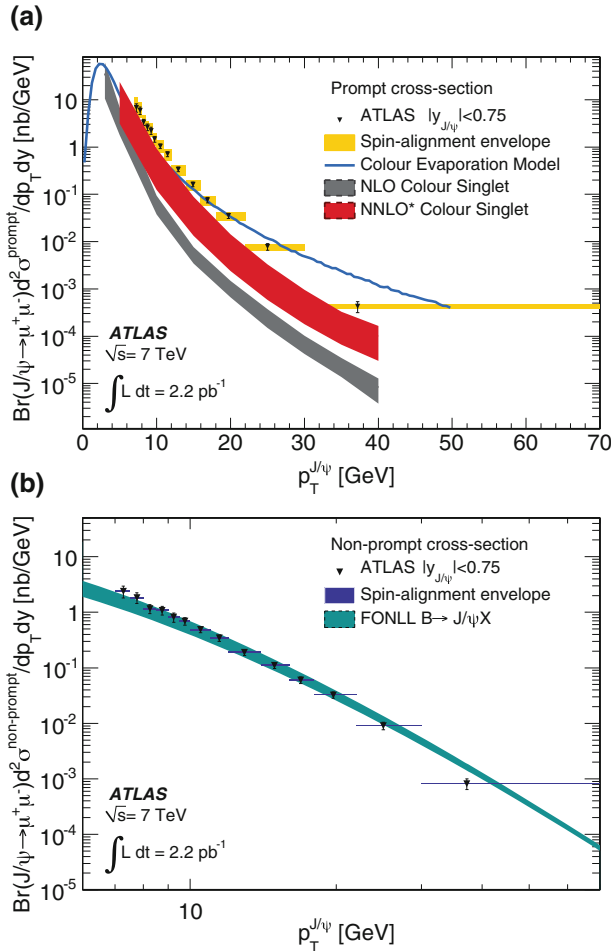 (a)
Br(J/ψ→μ⁺μ⁻)d²σ^prompt/dp_T dy [nb/GeV]
Prompt cross-section
ATLAS |y_J/ψ|<0.75
Spin-alignment envelope
Colour Evaporation Model
NLO Colour Singlet
NNLO* Colour Singlet
10
1
10⁻¹
10⁻²
10⁻³
10⁻⁴
10⁻⁵
ATLAS
√s= 7 TeV
∫L dt = 2.2 pb⁻¹
0 10 20 30 40 50 60 70
p_T^J/ψ [GeV]
(b)
Br(J/ψ→μ⁺μ⁻)d²σ^non-prompt/dp_T dy [nb/GeV]
Non-prompt cross-section
ATLAS |y_J/ψ|<0.75
Spin-alignment envelope
FONLL B→ J/ψX
10
1
10⁻¹
10⁻²
10⁻³
10⁻⁴
10⁻⁵
ATLAS
√s= 7 TeV
∫L dt = 2.2 pb⁻¹
10
p_T^J/ψ [GeV]